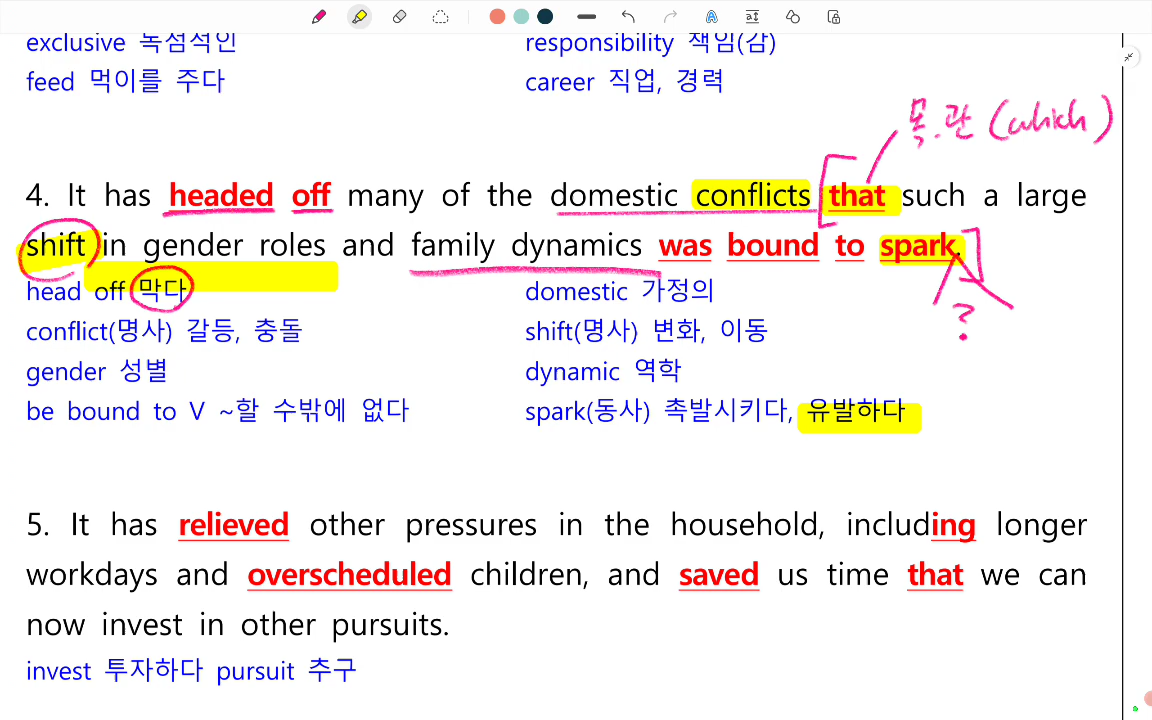 exclusive 독점적인 responsibility 책임(감)
feed 먹이를 주다 career 직업, 경력
목.관 (which)
4. It has headed off many of the domestic conflicts that such a large
shift in gender roles and family dynamics was bound to spark.
head off 막다 domestic 가정의
?
conflict(명사) 갈등, 충돌 shift(명사) 변화, 이동
gender 성별 dynamic 역학
be bound to V ~할 수밖에 없다 spark(동사) 촉발시키다, 유발하다
5. It has relieved other pressures in the household, including longer
workdays and overscheduled children, and saved us time that we can
now invest in other pursuits.
invest 투자하다 pursuit 추구